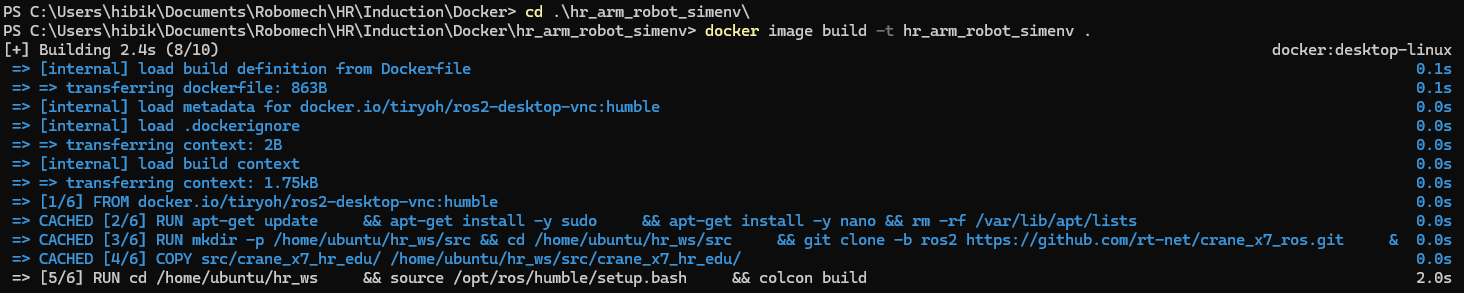 PS C:\Users\hibik\Documents\Robomech\HR\Induction\Docker> cd .\hr_arm_robot_simenv\
PS C:\Users\hibik\Documents\Robomech\HR\Induction\Docker\hr_arm_robot_simenv> docker image build -t hr_arm_robot_simenv .
[+] Building 2.4s (8/10) docker:desktop-linux
=> [internal] load build definition from Dockerfile 0.1s
=> => transferring dockerfile: 863B 0.1s
=> [internal] load metadata for docker.io/tiryoh/ros2-desktop-vnc:humble 0.0s
=> [internal] load .dockerignore 0.0s
=> => transferring context: 2B 0.0s
=> [internal] load build context 0.0s
=> => transferring context: 1.75kB 0.0s
=> [1/6] FROM docker.io/tiryoh/ros2-desktop-vnc:humble 0.0s
=> CACHED [2/6] RUN apt-get update && apt-get install -y sudo && apt-get install -y nano && rm -rf /var/lib/apt/lists 0.0s
=> CACHED [3/6] RUN mkdir -p /home/ubuntu/hr_ws/src && cd /home/ubuntu/hr_ws/src && git clone -b ros2 https://github.com/rt-net/crane_x7_ros.git & 0.0s
=> CACHED [4/6] COPY src/crane_x7_hr_edu/ /home/ubuntu/hr_ws/src/crane_x7_hr_edu/ 0.0s
=> [5/6] RUN cd /home/ubuntu/hr_ws && source /opt/ros/humble/setup.bash && colcon build 2.0s